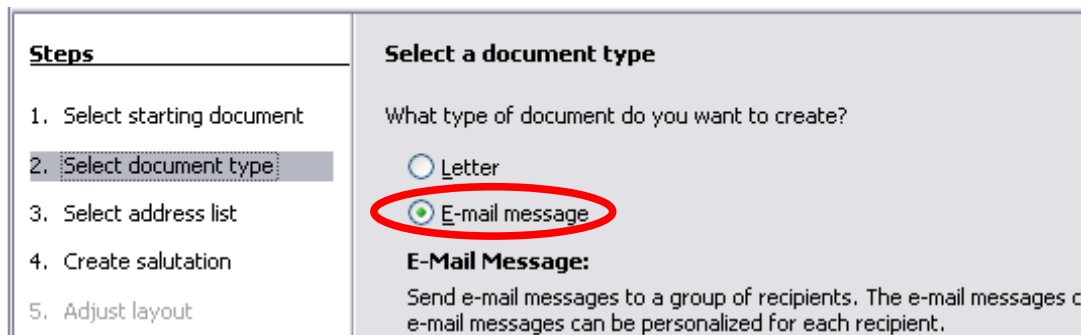 Steps
1. Select starting document
2. Select document type
3. Select address list
4. Create salutation
5. Adjust layout
Select a document type
What type of document do you want to create?
Letter
E-mail message
E-Mail Message:
Send e-mail messages to a group of recipients. The e-mail messages
e-mail messages can be personalized for each recipient.